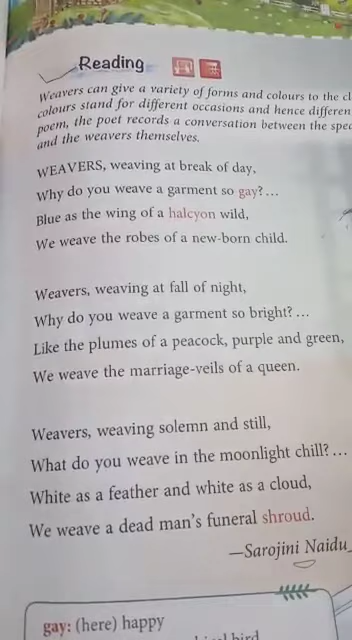 Reading
Weavers can give a variety of forms and colours to the
colours stand for different occasions and hence
poem, the poet records a conversation between the
and the weavers themselves.
WEAVERS, weaving at break of day,
Why do you weave a garment so gay?...
Blue as the wing of a halcyon wild,
We weave the robes of a new-born child.
Weavers, weaving at fall of night,
Why do you weave a garment so bright?...
Like the plumes of a peacock, purple and green,
We weave the marriage-veils of a queen.
Weavers, weaving solemn and still,
What do you weave in the moonlight chill?...
White as a feather and white as a cloud,
We weave a dead man's funeral shroud.
—Sarojini Naidu
gay: (here) happy
bird